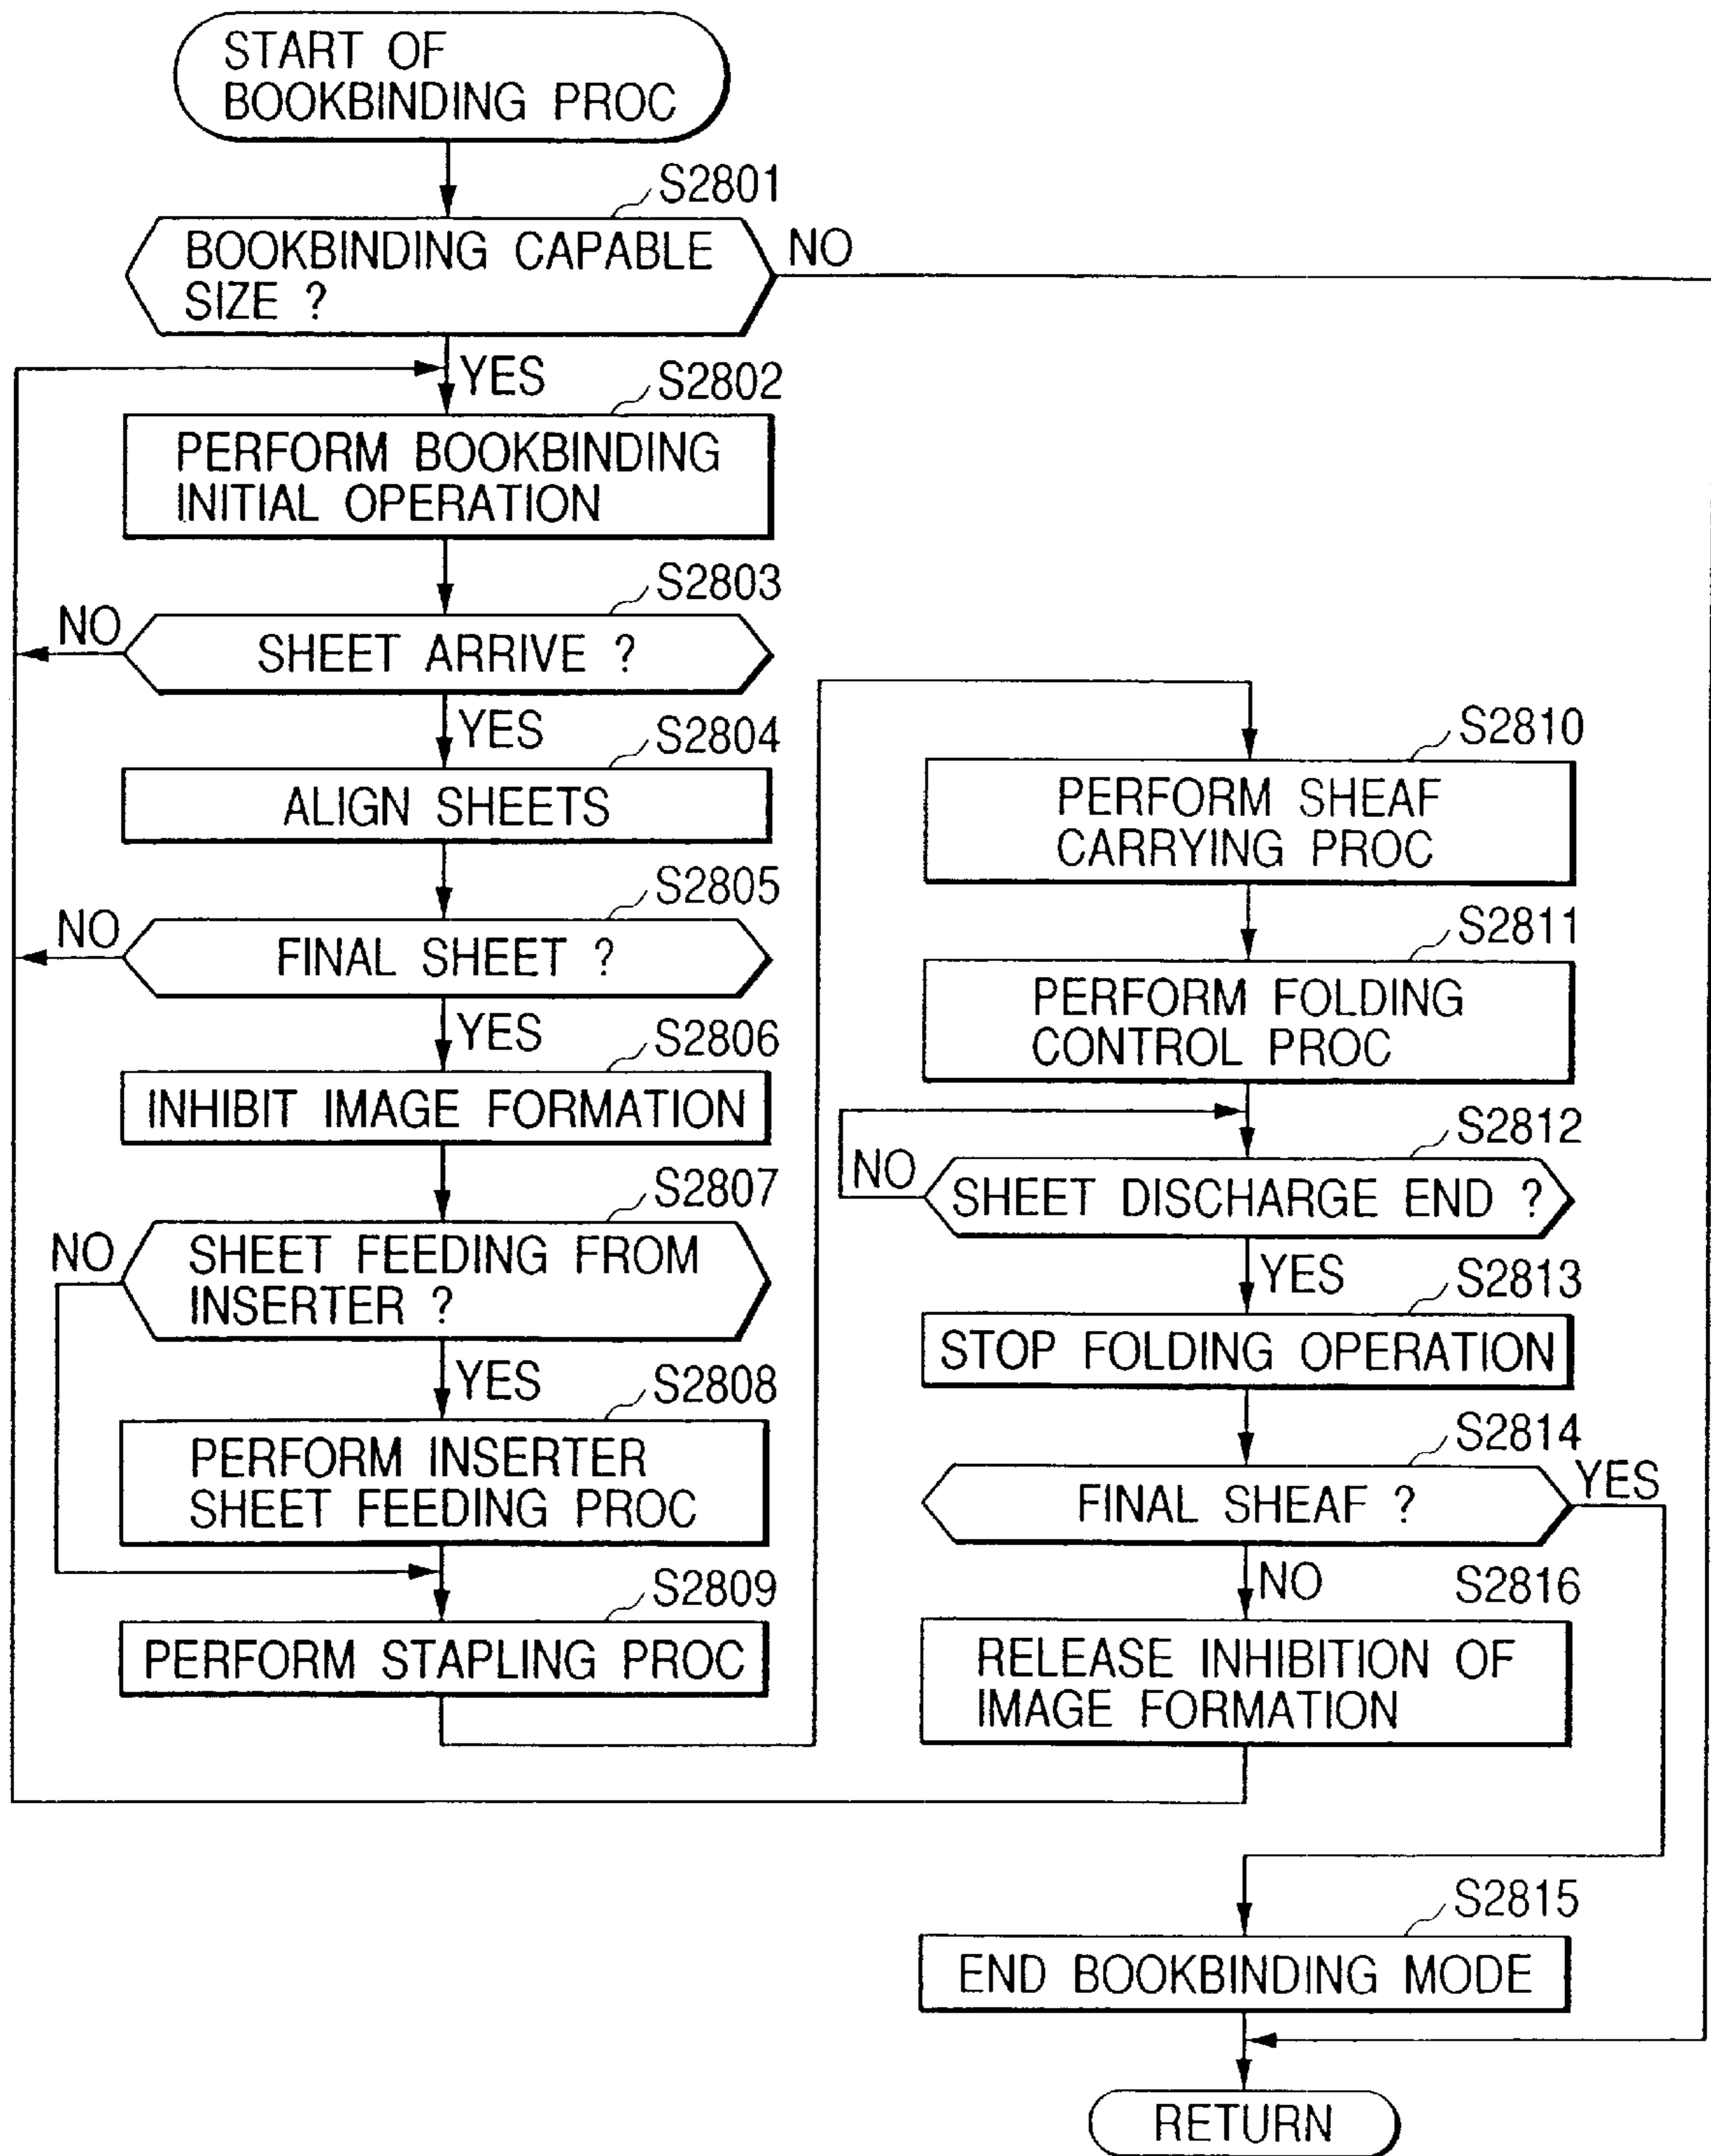 START OF
BOOKBINDING PROC
S2801
BOOKBINDING CAPABLE
SIZE ?
NO
YES
S2802
PERFORM BOOKBINDING
INITIAL OPERATION
S2803
NO
SHEET ARRIVE ?
YES
S2804
ALIGN SHEETS
S2805
NO
FINAL SHEET ?
YES
S2806
INHIBIT IMAGE FORMATION
S2807
NO
SHEET FEEDING FROM
INSERTER ?
YES
S2808
PERFORM INSERTER
SHEET FEEDING PROC
S2809
PERFORM STAPLING PROC
S2810
PERFORM SHEAF
CARRYING PROC
S2811
PERFORM FOLDING
CONTROL PROC
S2812
NO
SHEET DISCHARGE END ?
YES
S2813
STOP FOLDING OPERATION
S2814
FINAL SHEAF ?
YES
NO
S2816
RELEASE INHIBITION OF
IMAGE FORMATION
S2815
END BOOKBINDING MODE
RETURN